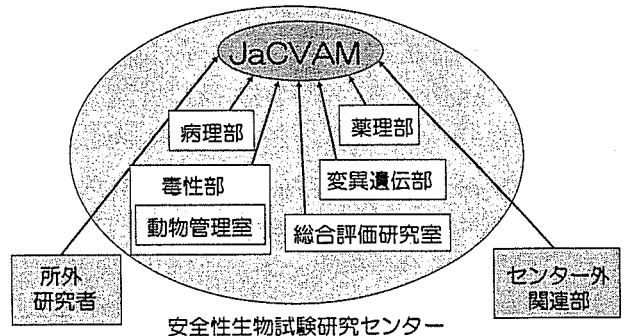 JaCVAM
病理部
薬理部
毒性部
変異遺伝部
動物管理室
総合評価研究室
所外
研究者
センター外
関連部
安全性生物試験研究センター